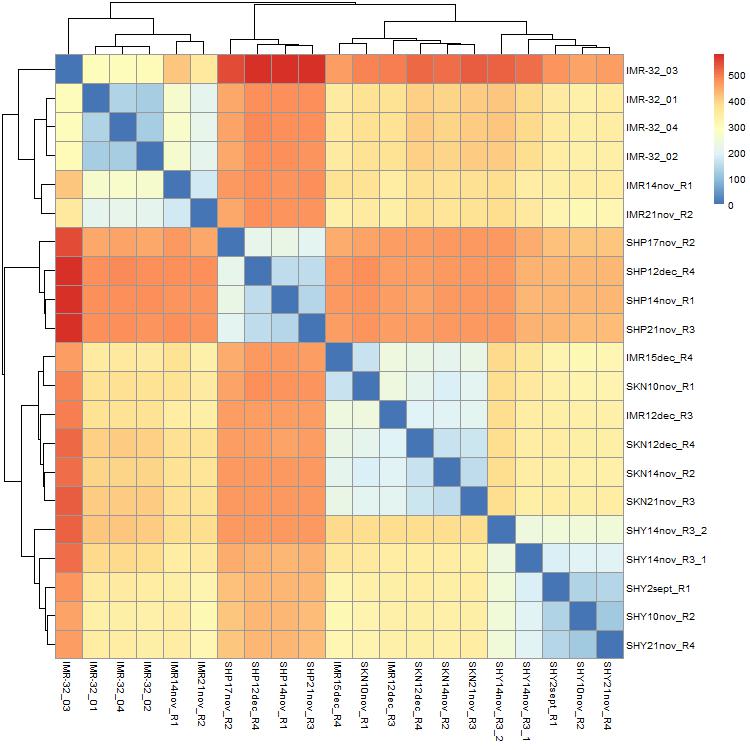 IMR-32_03
IMR-32_01
IMR-32_04
IMR-32_02
IMR14nov_R1
IMR21nov_R2
SHP17nov_R2
SHP12dec_R4
SHP14nov_R1
SHP21nov_R3
IMR15dec_R4
SKN10nov_R1
IMR12dec_R3
SKN12dec_R4
SKN14nov_R2
SKN21nov_R3
SHY14nov_R3_2
SHY14nov_R3_1
SHY2sept_R1
SHY10nov_R2
SHY21nov_R4
500
400
300
200
100
0
IMR-32_03
IMR-32_01
IMR-32_04
IMR-32_02
IMR14nov_R1
IMR21nov_R2
SHP17nov_R2
SHP12dec_R4
SHP14nov_R1
SHP21nov_R3
IMR15dec_R4
SKN10nov_R1
IMR12dec_R3
SKN12dec_R4
SKN14nov_R2
SKN21nov_R3
SHY14nov_R3_2
SHY14nov_R3_1
SHY2sept_R1
SHY10nov_R2
SHY21nov_R4